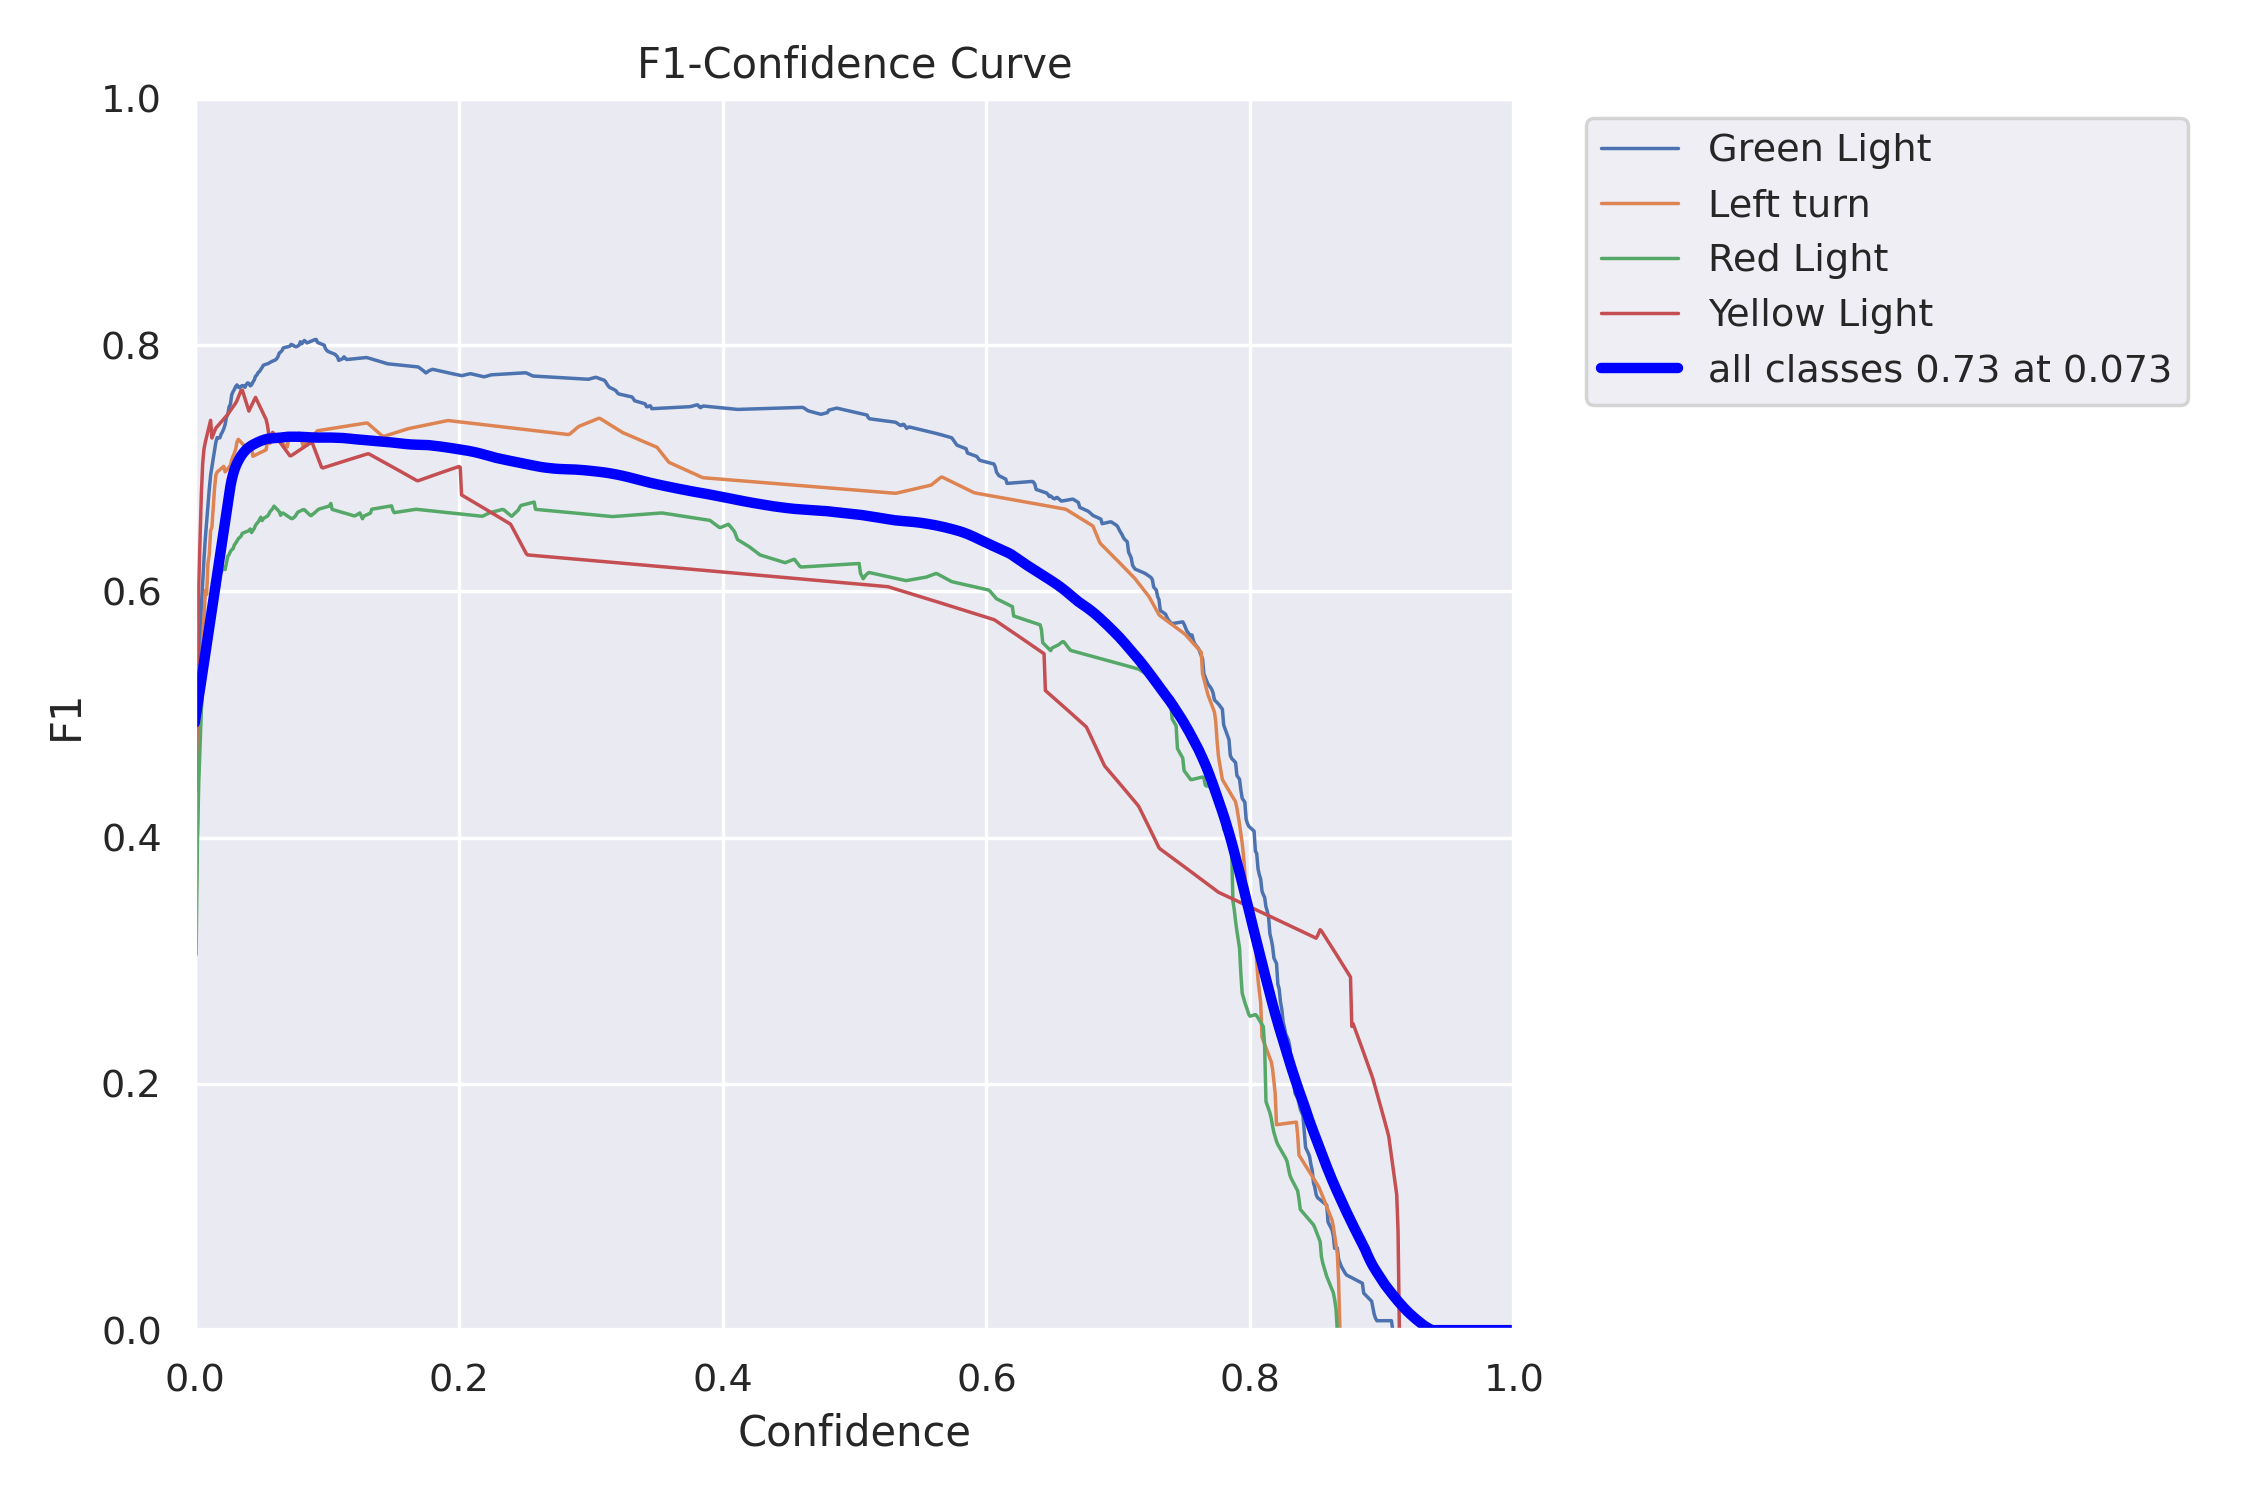 F1-Confidence Curve
1.0
0.8
0.6
0.4
0.2
0.0
F1
0.0 0.2 0.4 0.6 0.8 1.0
Confidence
Green Light
Left turn
Red Light
Yellow Light
all classes 0.73 at 0.073